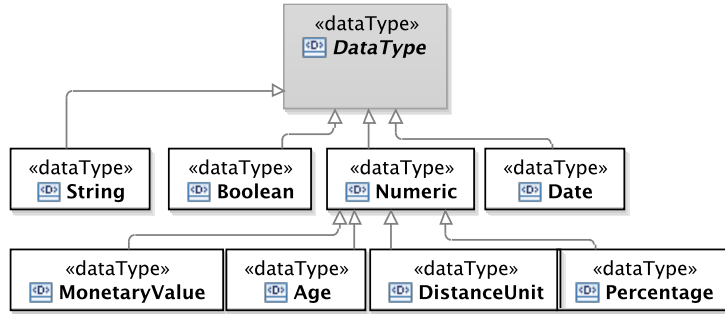 «dataType»
<D> DataType
«dataType»
<D> String
«dataType»
<D> Boolean
«dataType»
<D> Numeric
«dataType»
<D> Date
«dataType»
<D> MonetaryValue
«dataType»
<D> Age
«dataType»
<D> DistanceUnit
«dataType»
<D> Percentage